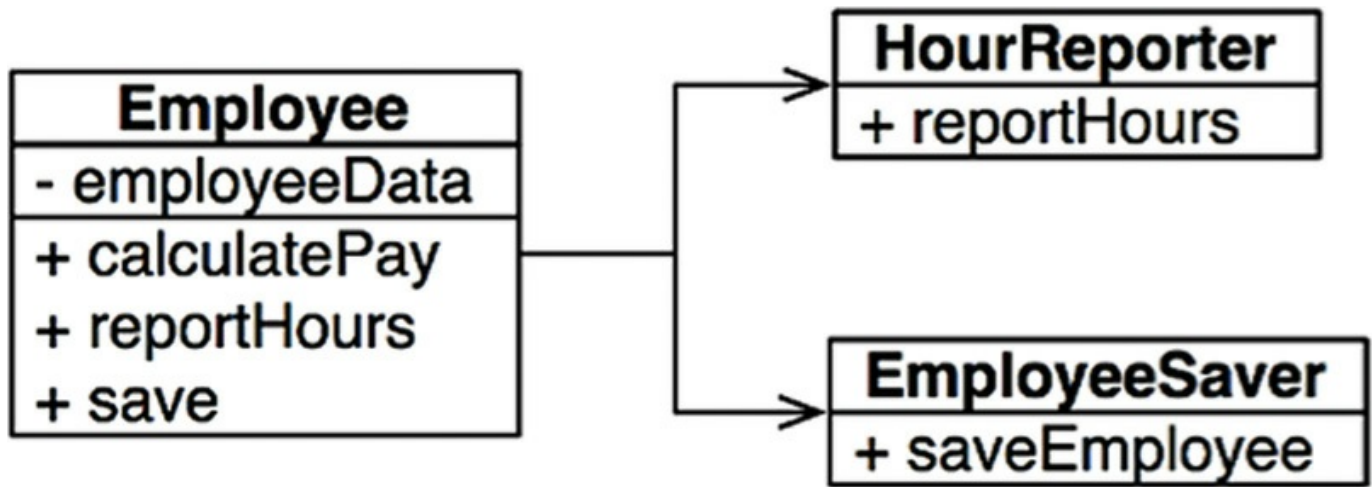 Employee
- employeeData
+ calculatePay
+ reportHours
+ save
HourReporter
+ reportHours
EmployeeSaver
+ saveEmployee